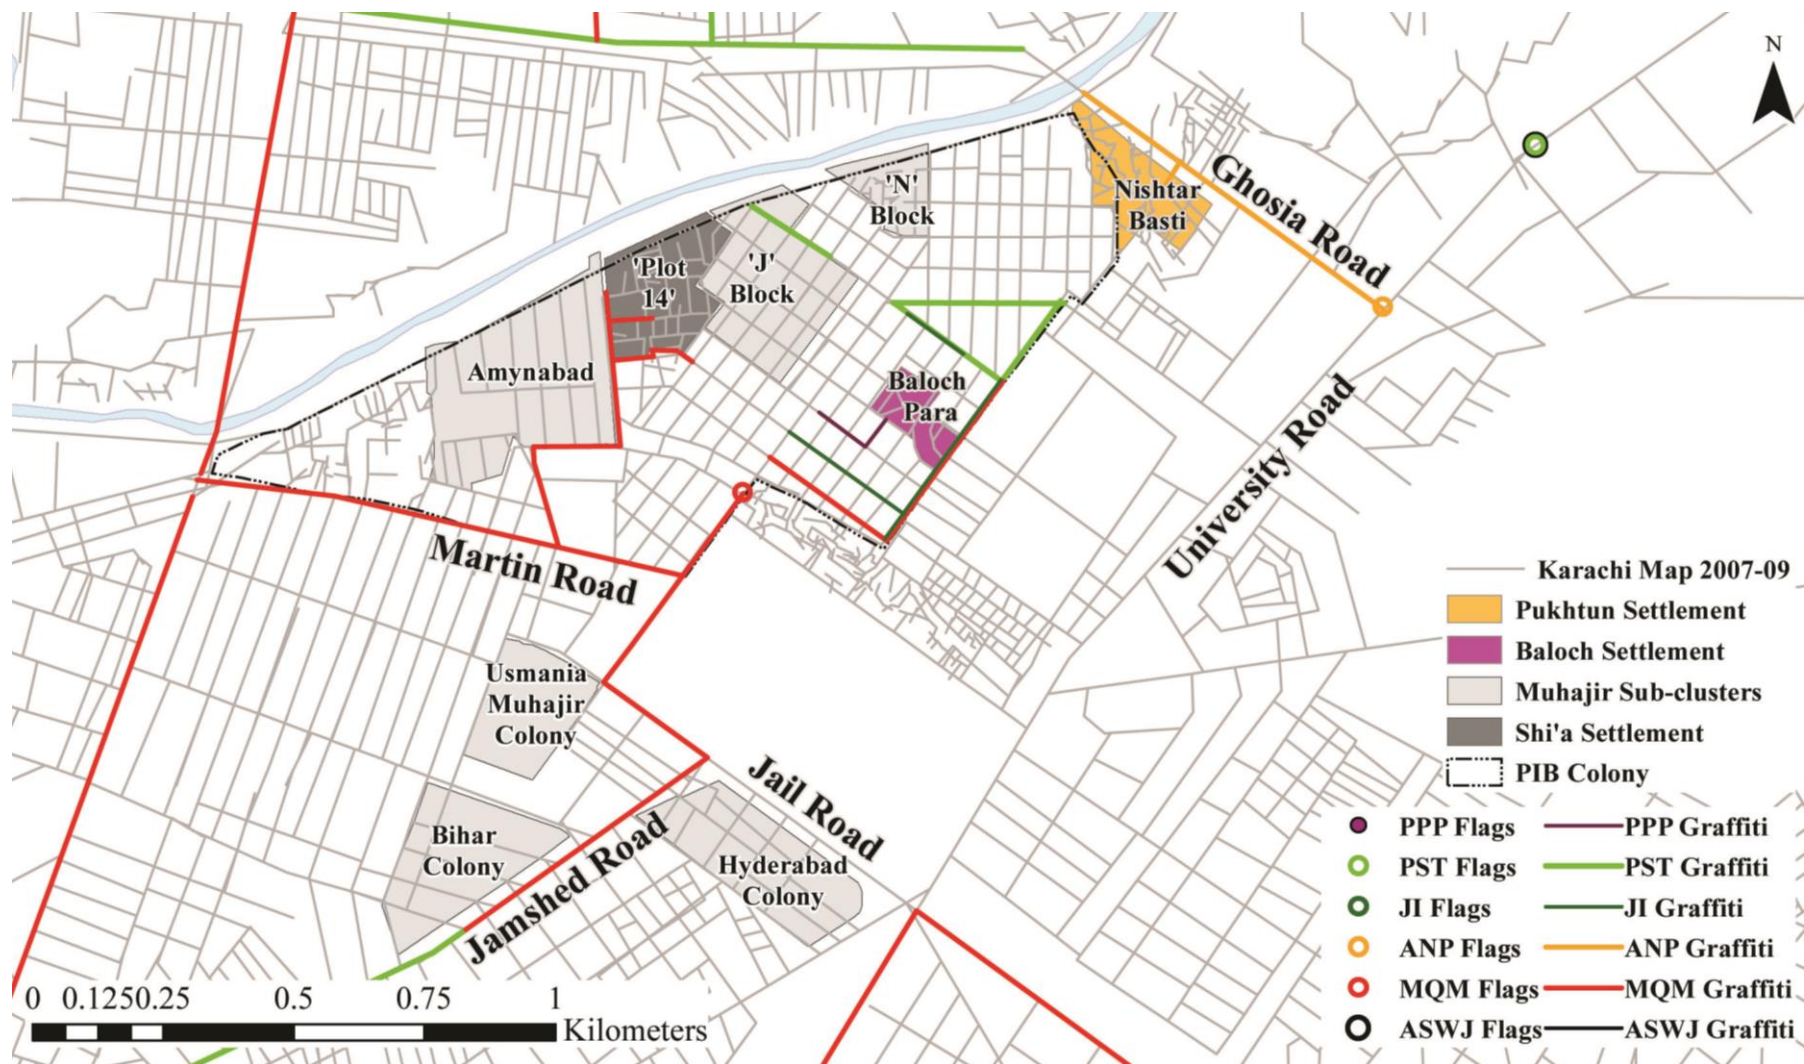 N
Ghosia Road
'N'
Block
Nishtar
Basti
'Plot
14'
'J'
Block
Amynabad
Baloch
Para
University Road
Martin Road
Usmania
Muhajir
Colony
Jail Road
Bihar
Colony
Jamshed Road
Hyderabad
Colony
Karachi Map 2007-09
Pukhtun Settlement
Baloch Settlement
Muhajir Sub-clusters
Shi'a Settlement
PIB Colony
PPP Flags PPP Graffiti
PST Flags PST Graffiti
JI Flags JI Graffiti
ANP Flags ANP Graffiti
MQM Flags MQM Graffiti
ASWJ Flags ASWJ Graffiti
0 0.125 0.25 0.5 0.75 1
Kilometers